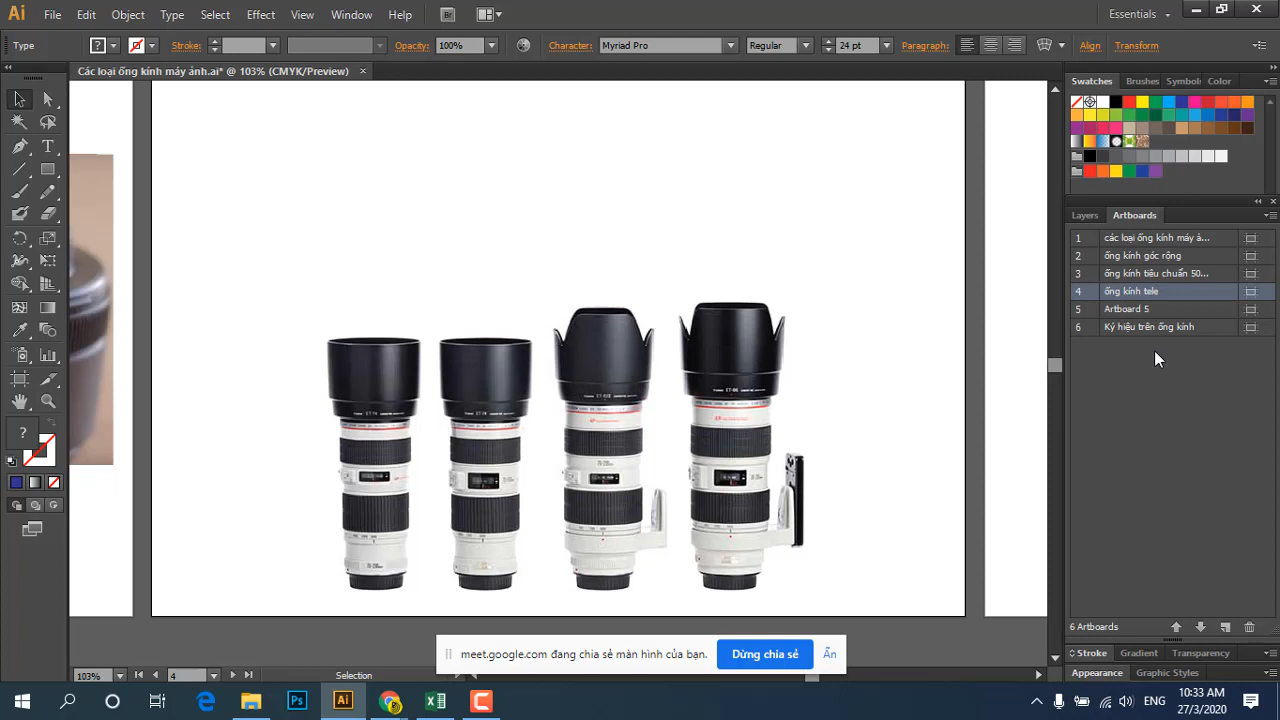 Ai File Edit Object Type Select Effect View Window Help Br Essentials
Type Stroke: Opacity: 100% Character: Myriad Pro Regular 24 pt Paragraph: Align Transform
Các loại ống kính máy ảnh.ai* @ 103% (CMYK/Preview)
Swatches Brushes Symbols Color
Layers Artboards
1 các loại ống kính máy ả...
2 ống kính góc rộng
3 ống kính tiêu chuẩn 50...
4 ống kính tele
5 Artboard 5
6 Ký hiệu trên ống kính
6 Artboards
meet.google.com đang chia sẻ màn hình của bạn. Dừng chia sẻ Ẩn
Stroke Gradient Transparency
103% 4 Selection
Appearance Graphic Styles
Ps Ai ENG 10:33 AM
27/3/2020